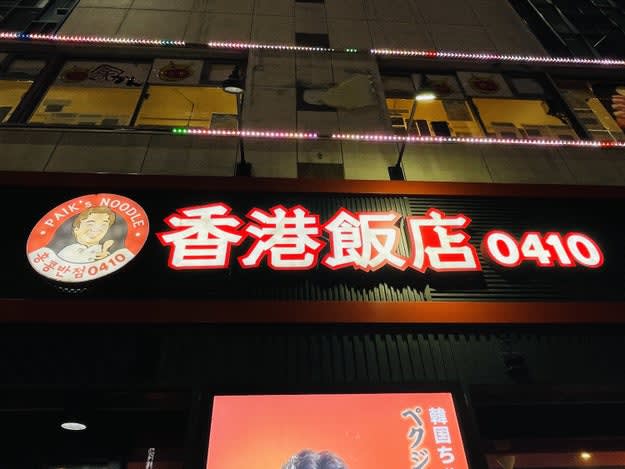 PAIK's NOODLE
홍콩반점0410
香港飯店 0410
韓国ち
ペクジ